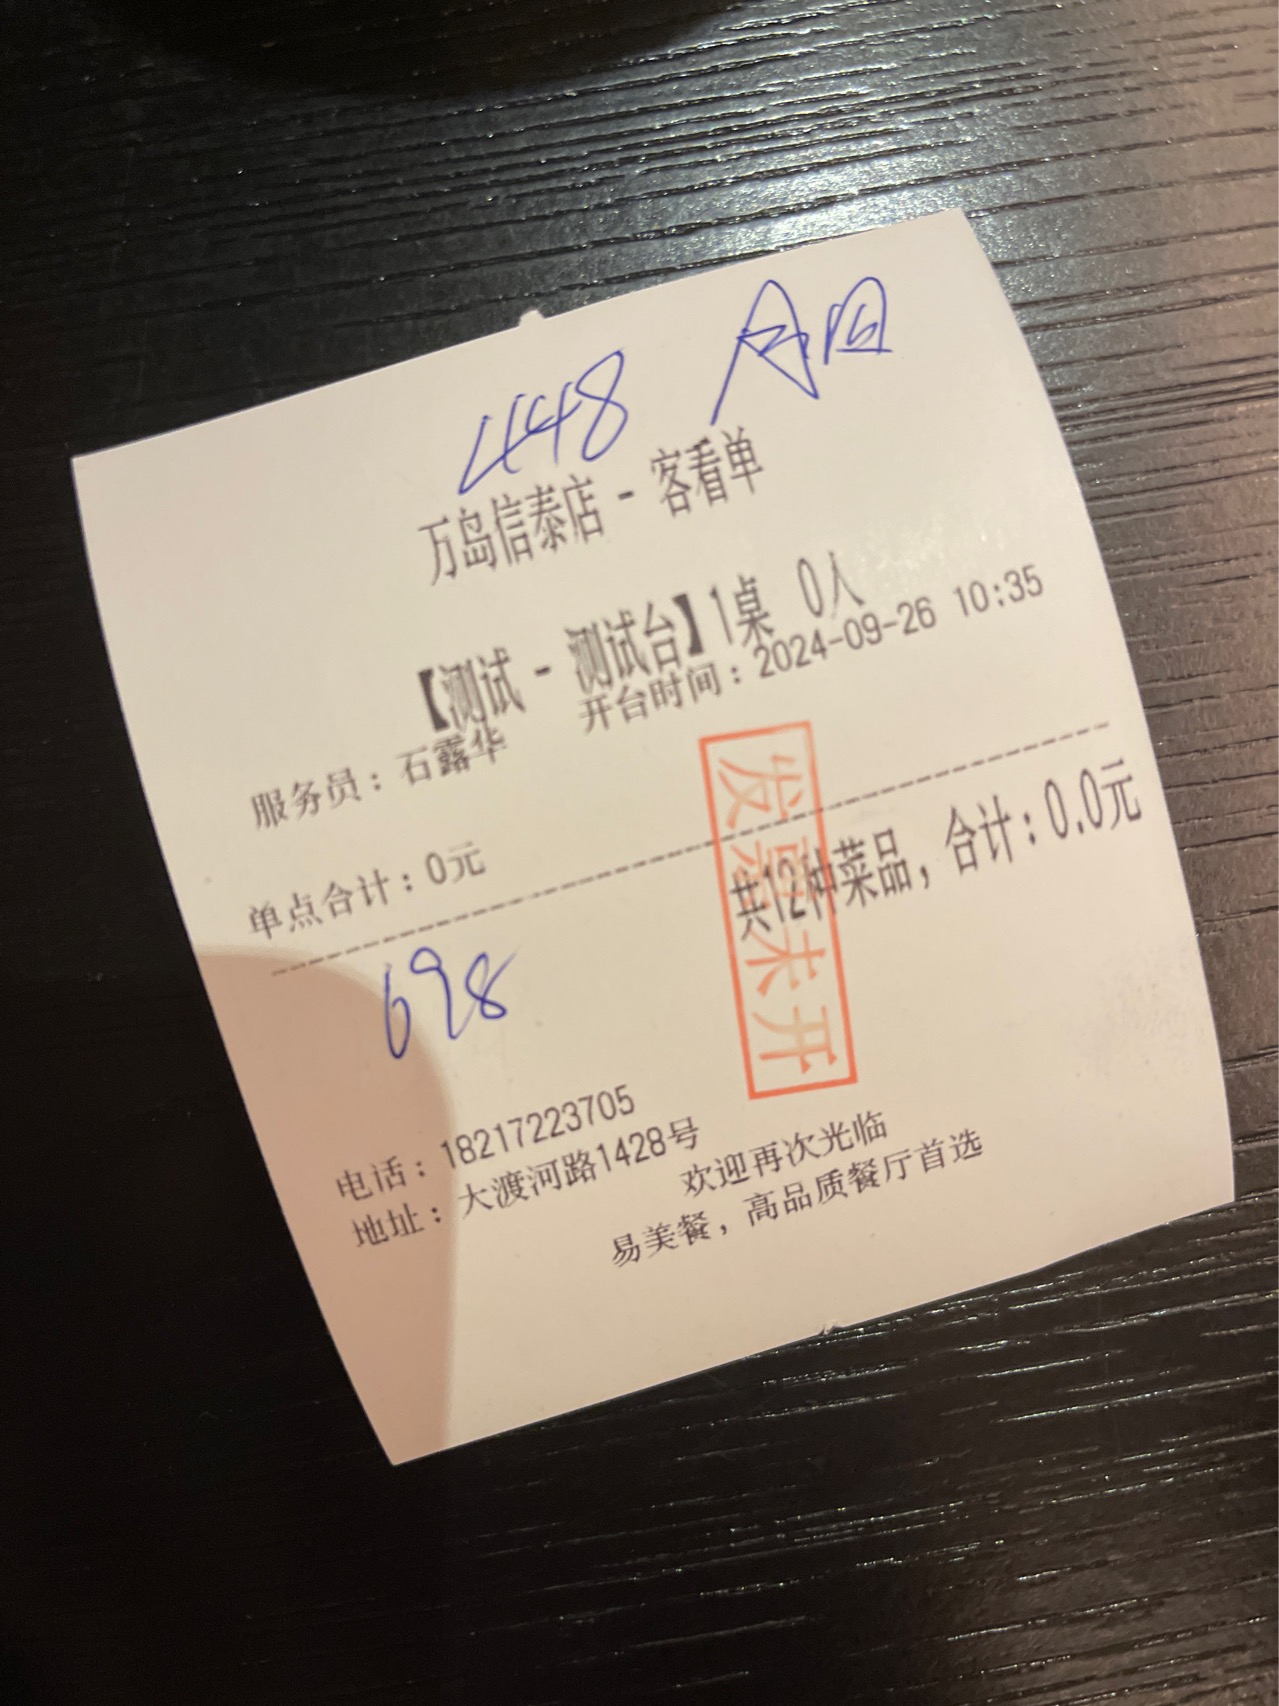 448
万岛信泰店 - 客看单
【测试 - 测试台】1桌 0人
服务员：石露华 开台时间：2024-09-26 10:35
单点合计：0元
共12种菜品，合计：0.0元
发票未开
698
电话：18217223705
地址：大渡河路1428号
欢迎再次光临
易美餐，高品质餐厅首选